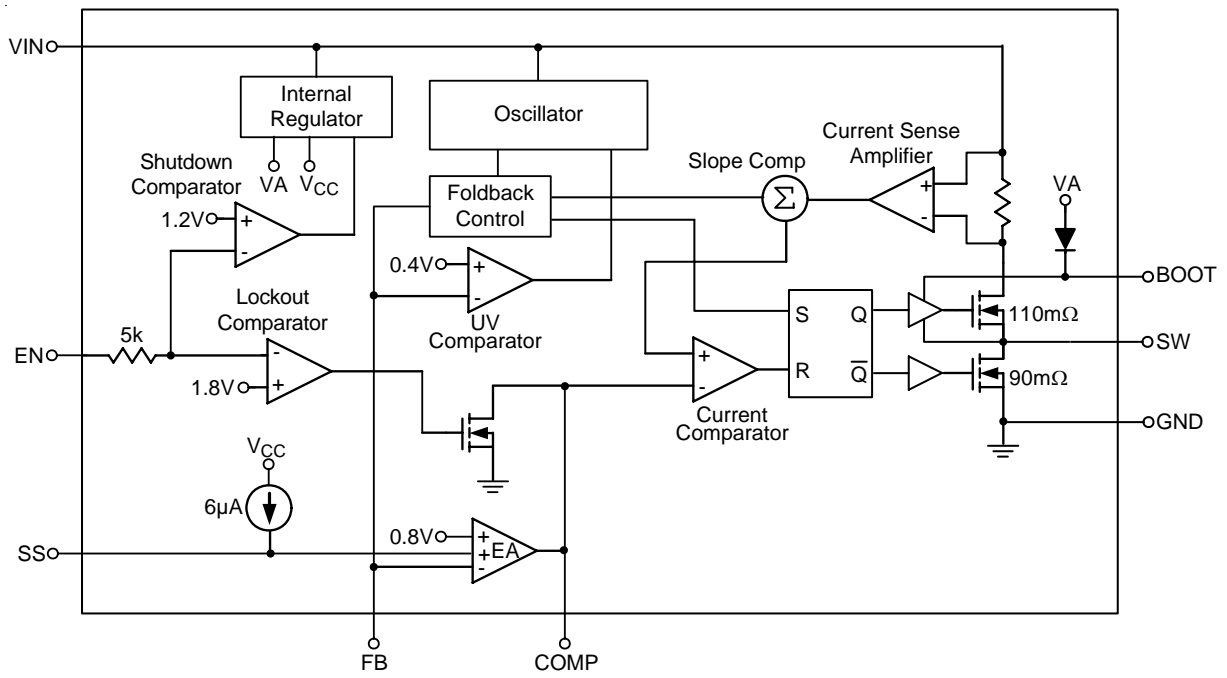 VIN
Internal
Regulator
Oscillator
Current Sense
Amplifier
+
-
Shutdown
Comparator
VA
VCC
Slope Comp
Σ
VA
Foldback
Control
1.2V
+
-
0.4V
+
-
UV
Comparator
BOOT
Lockout
Comparator
5k
EN
-
+
1.8V
S
Q
R
Q̅
110mΩ
SW
90mΩ
+
-
Current
Comparator
GND
VCC
6µA
0.8V
+
+
-
EA
SS
FB
COMP